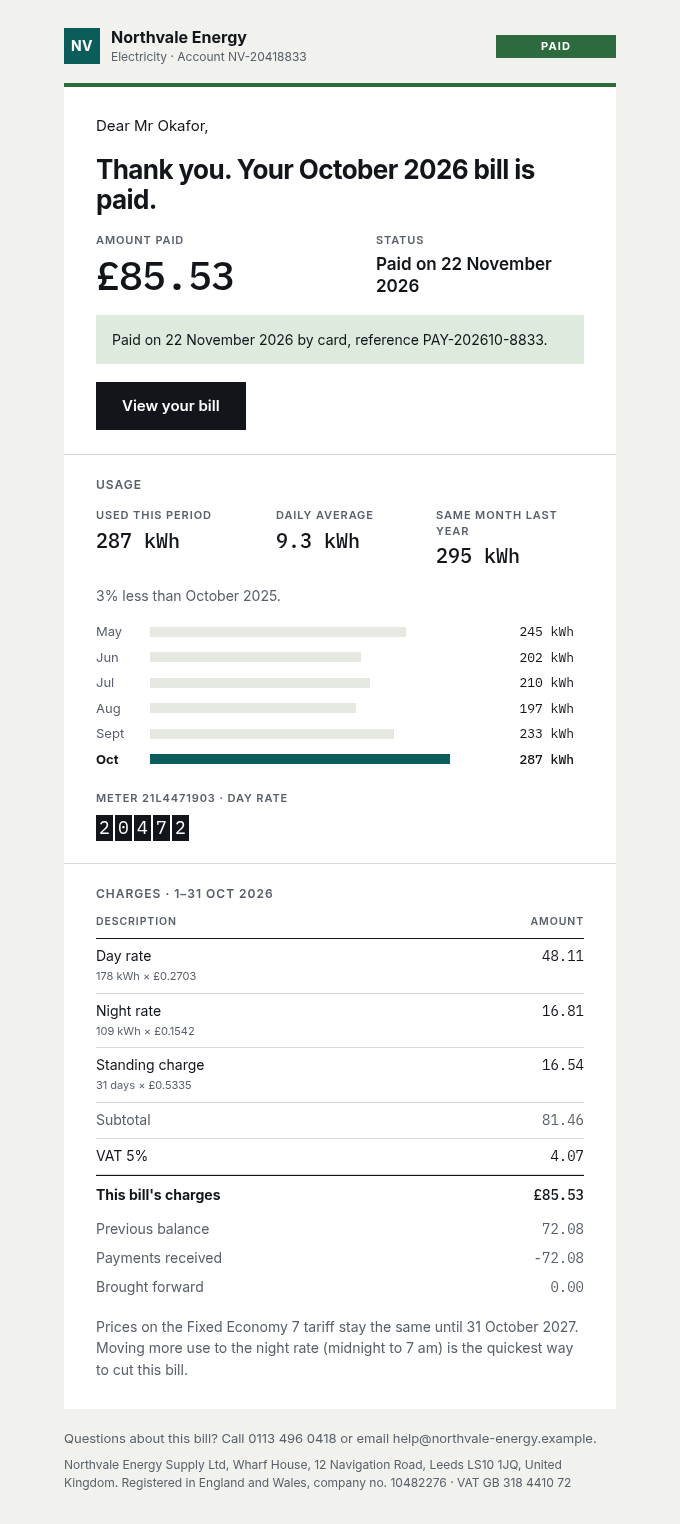 NV
Northvale Energy
Electricity · Account NV-20418833
PAID
Dear Mr Okafor,
Thank you. Your October 2026 bill is
paid.
AMOUNT PAID
£85.53
STATUS
Paid on 22 November
2026
Paid on 22 November 2026 by card, reference PAY-202610-8833.
View your bill
USAGE
USED THIS PERIOD
287 kWh
DAILY AVERAGE
9.3 kWh
SAME MONTH LAST
YEAR
295 kWh
3% less than October 2025.
May 245 kWh
Jun 202 kWh
Jul 210 kWh
Aug 197 kWh
Sept 233 kWh
Oct 287 kWh
METER 21L4471903 · DAY RATE
20472
CHARGES · 1–31 OCT 2026
DESCRIPTION AMOUNT
Day rate 48.11
178 kWh × £0.2703
Night rate 16.81
109 kWh × £0.1542
Standing charge 16.54
31 days × £0.5335
Subtotal 81.46
VAT 5% 4.07
This bill's charges £85.53
Previous balance 72.08
Payments received -72.08
Brought forward 0.00
Prices on the Fixed Economy 7 tariff stay the same until 31 October 2027.
Moving more use to the night rate (midnight to 7 am) is the quickest way
to cut this bill.
Questions about this bill? Call 0113 496 0418 or email help@northvale-energy.example.
Northvale Energy Supply Ltd, Wharf House, 12 Navigation Road, Leeds LS10 1JQ, United
Kingdom. Registered in England and Wales, company no. 10482276 · VAT GB 318 4410 72